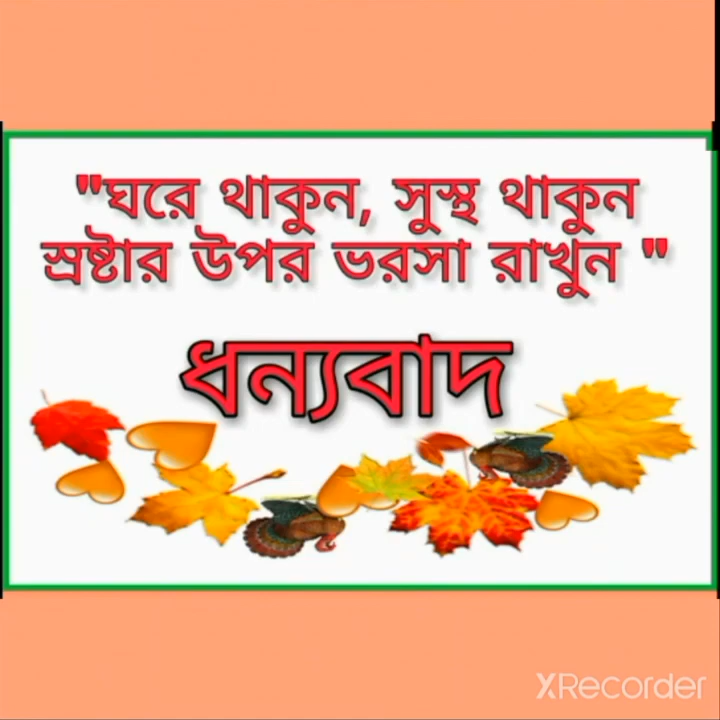 "ঘরে থাকুন, সুস্থ থাকুন
স্রষ্টার উপর ভরসা রাখুন "
ধন্যবাদ
XRecorder